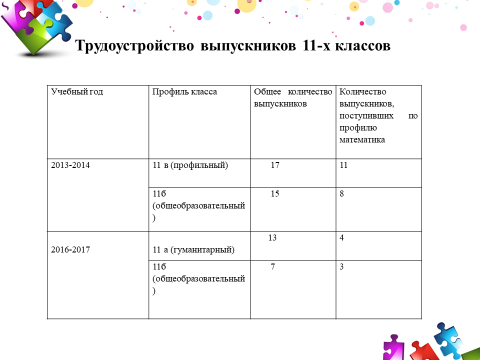 Трудоустройство выпускников 11-х классов
Учебный год
Профиль класса
Общее количество
выпускников
Количество
выпускников,
поступивших по
профилю
математика
2013-2014
11 в (профильный)
17
11
11б
(общеобразовательный
)
15
8
2016-2017
11 а (гуманитарный)
13
4
11б
(общеобразовательный
)
7
3